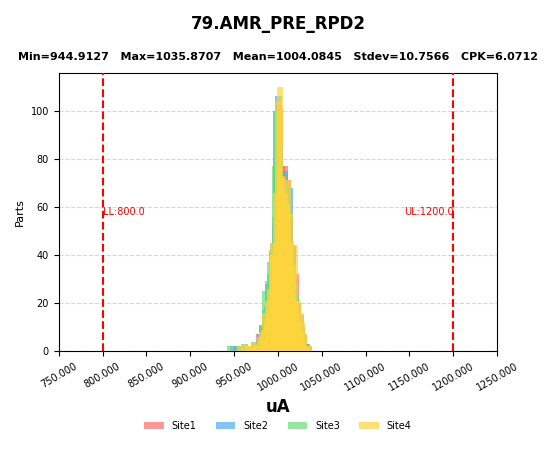 79.AMR_PRE_RPD2
Min=944.9127 Max=1035.8707 Mean=1004.0845 Stdev=10.7566 CPK=6.0712
100
80
60
40
20
0
Parts
LL:800.0
UL:1200.0
750.000 800.000 850.000 900.000 950.000 1000.000 1050.000 1100.000 1150.000 1200.000 1250.000
uA
Site1 Site2 Site3 Site4